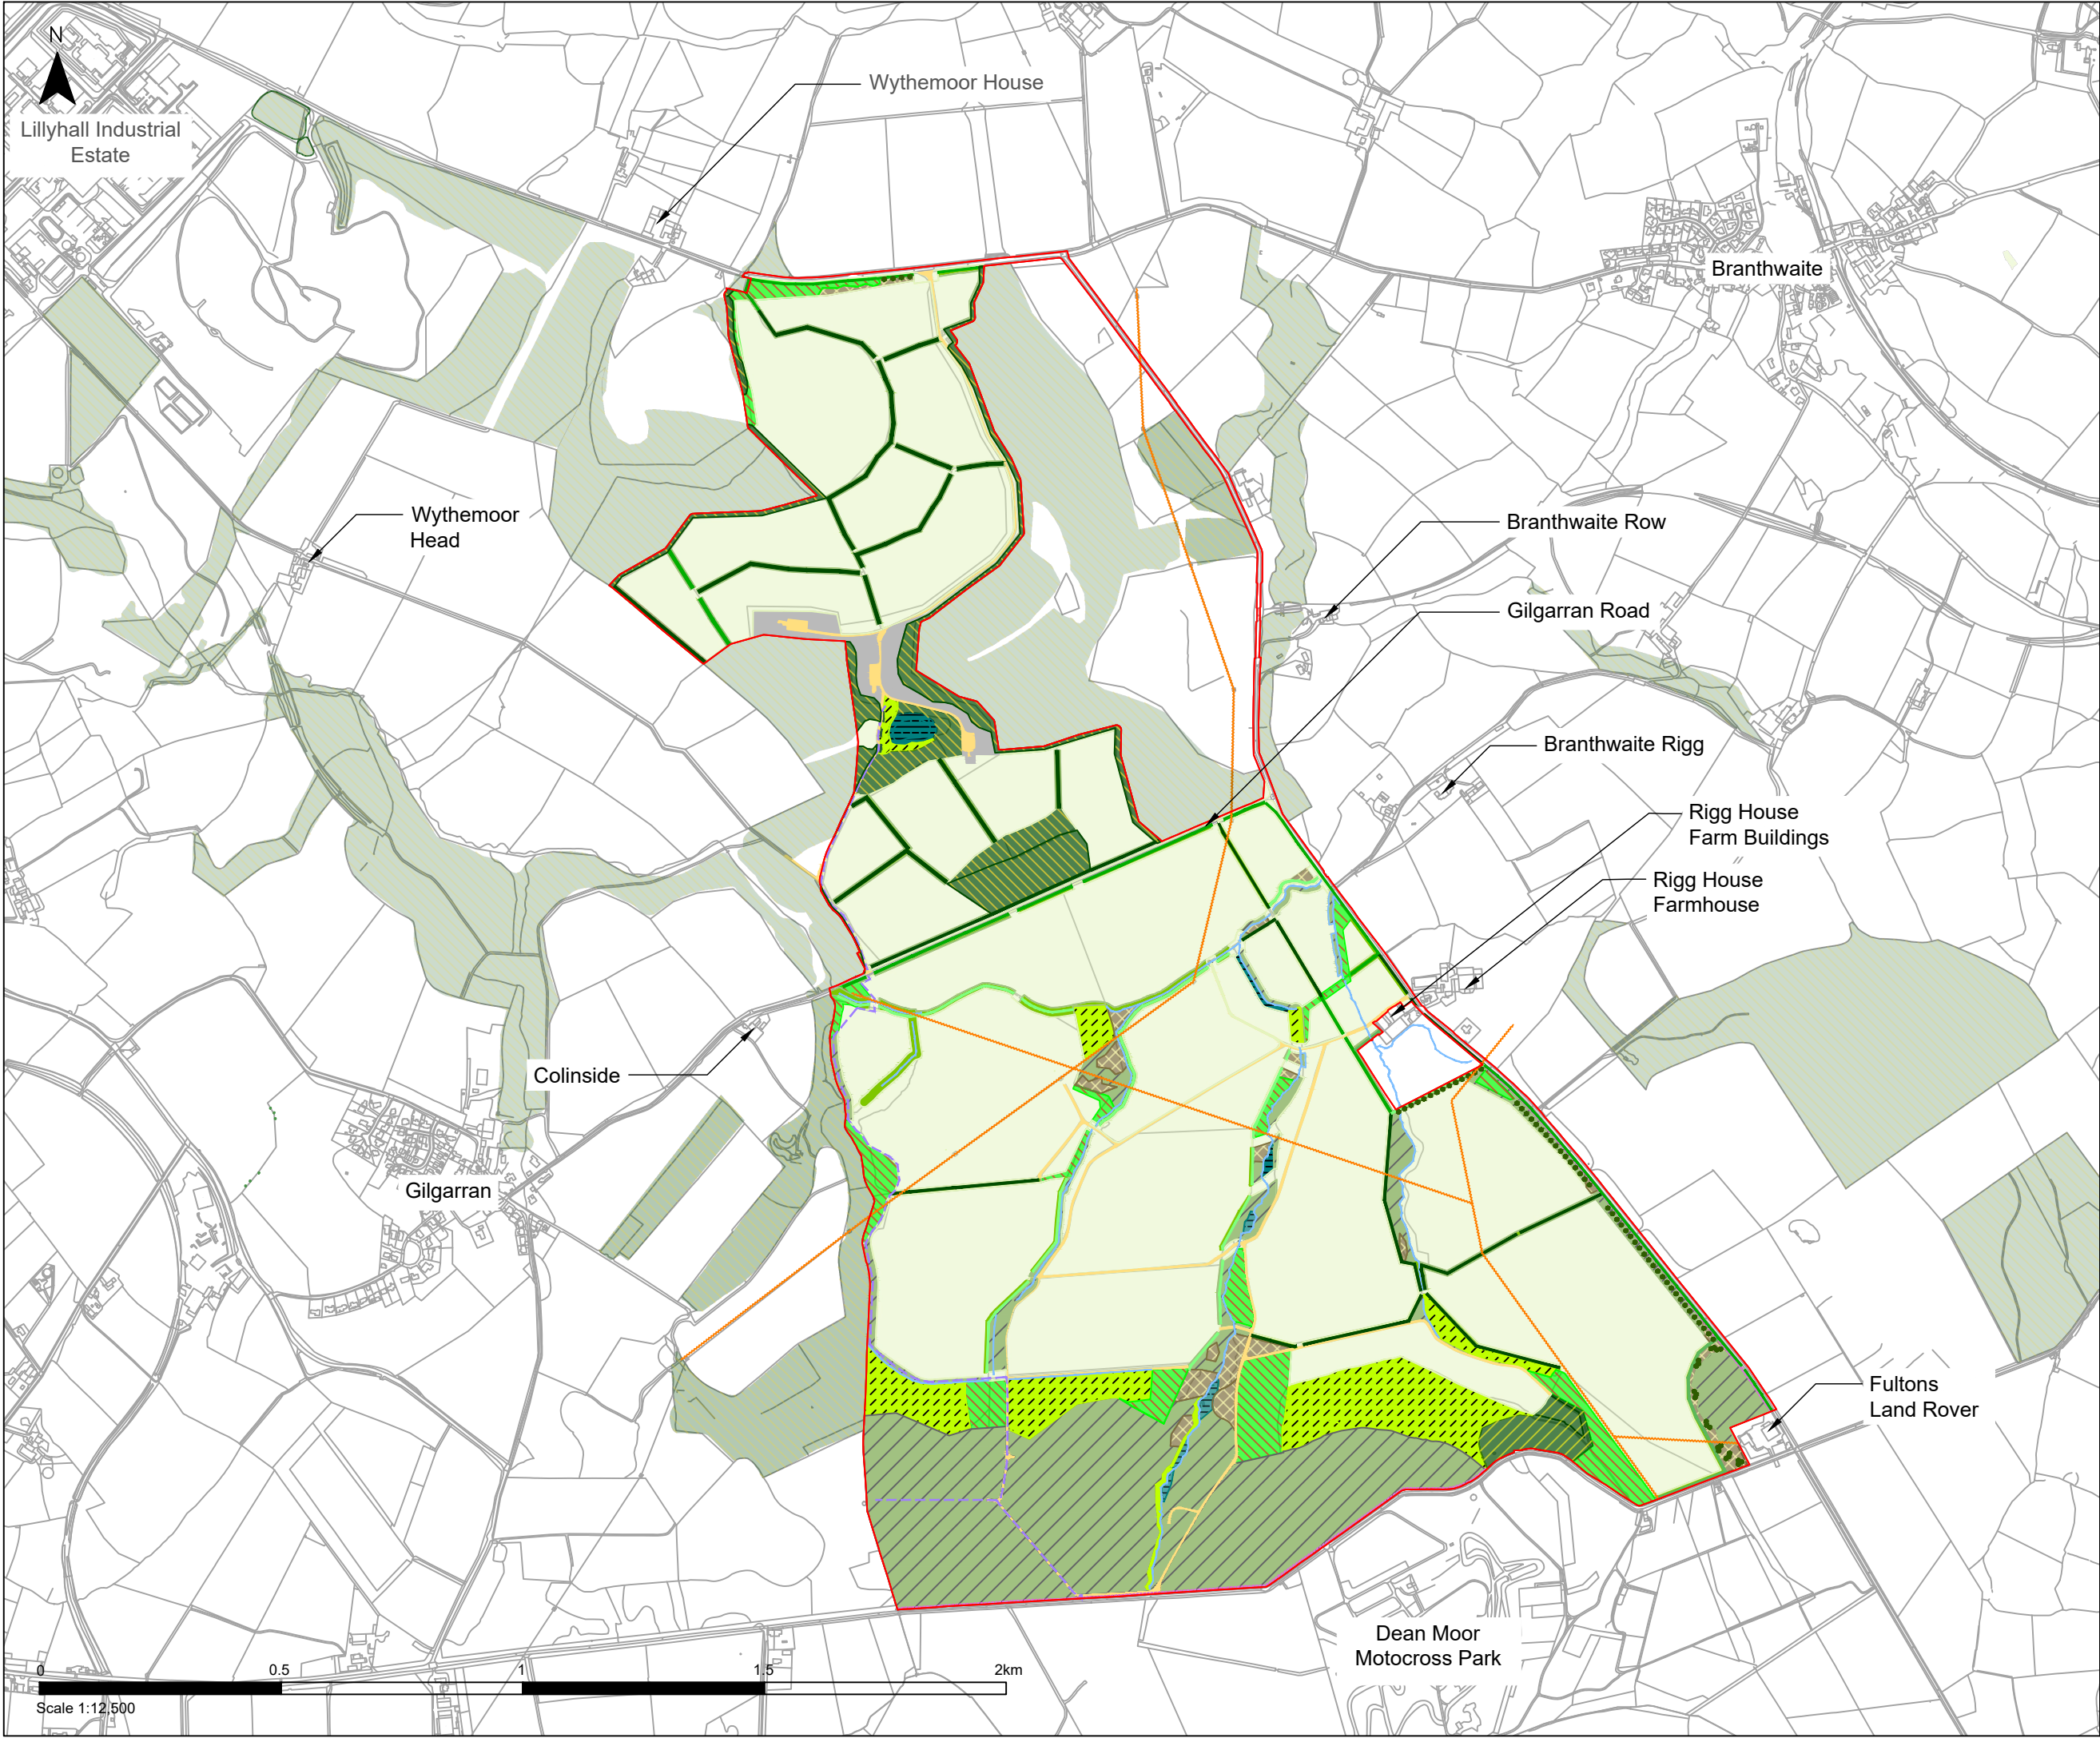 N
Wythemoor House
Lillyhall Industrial
Estate
Branthwaite
Wythemoor
Head
Branthwaite Row
Gilgarran Road
Branthwaite Rigg
Rigg House
Farm Buildings
Rigg House
Farmhouse
Colinside
Gilgarran
Fultons
Land Rover
Dean Moor
Motocross Park
0 0.5 1 1.5 2km
Scale 1:12,500